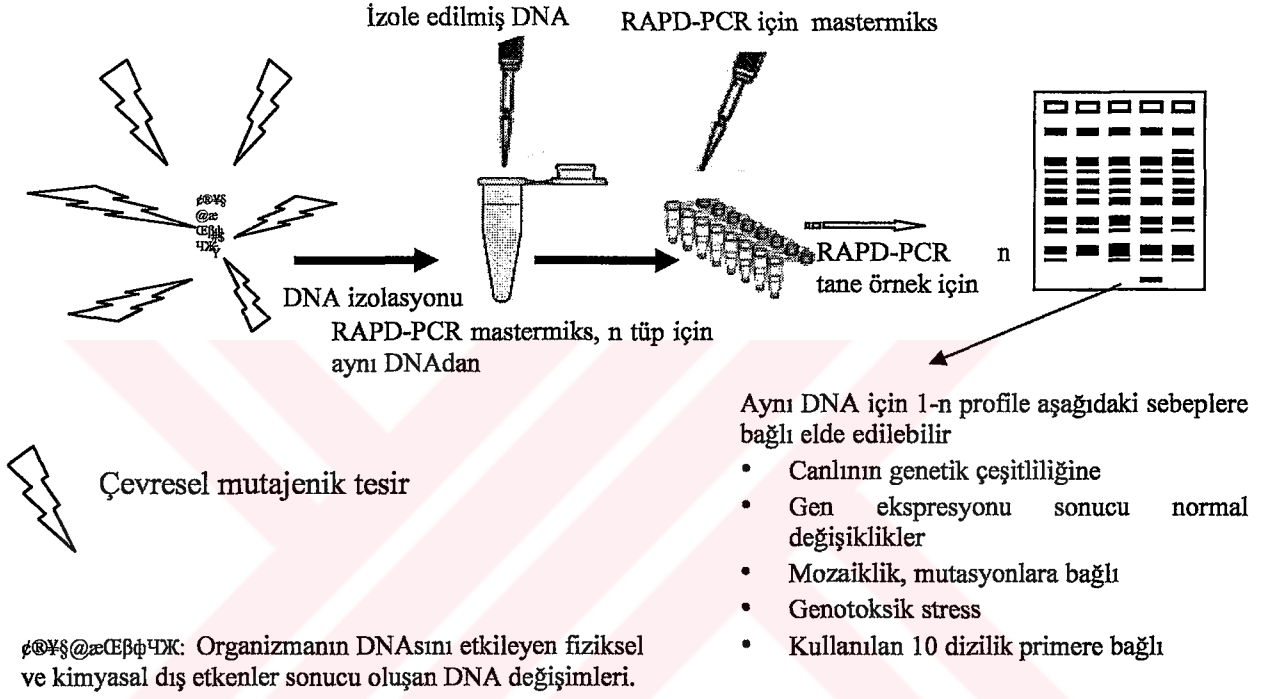 İzole edilmiş DNA
RAPD-PCR için mastermiks
¢®¥§
@æ
DNA izolasyonu
RAPD-PCR mastermiks, n tüp için
aynı DNAdan
RAPD-PCR n
tane örnek için
Aynı DNA için 1-n profile aşağıdaki sebeplere
bağlı elde edilebilir
• Canlının genetik çeşitliliğine
• Gen ekspresyonu sonucu normal
değişiklikler
• Mozaiklik, mutasyonlara bağlı
• Genotoksik stress
• Kullanılan 10 dizilik primere bağlı
Çevresel mutajenik tesir
¢®¥§@æŒβфЧЖ: Organizmanın DNAsını etkileyen fiziksel
ve kimyasal dış etkenler sonucu oluşan DNA değişimleri.